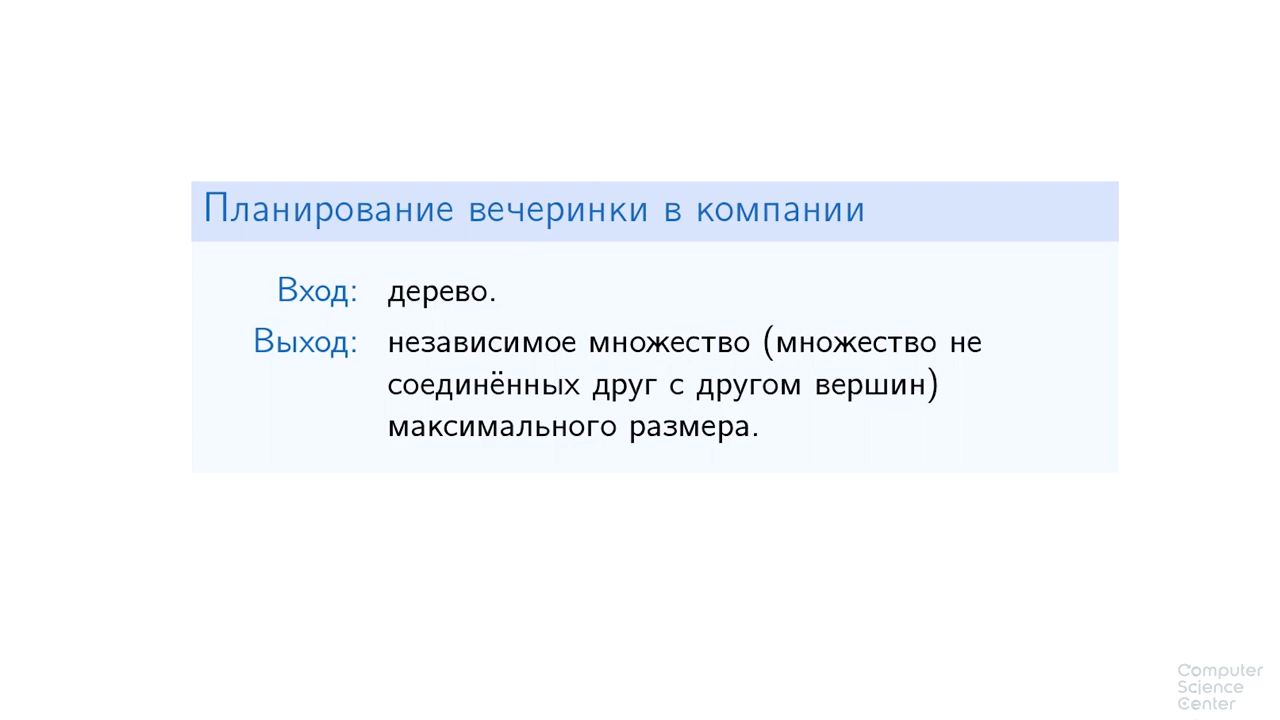 Планирование вечеринки в компании
Вход: дерево.
Выход: независимое множество (множество не
соединённых друг с другом вершин)
максимального размера.
Computer
Science
Center